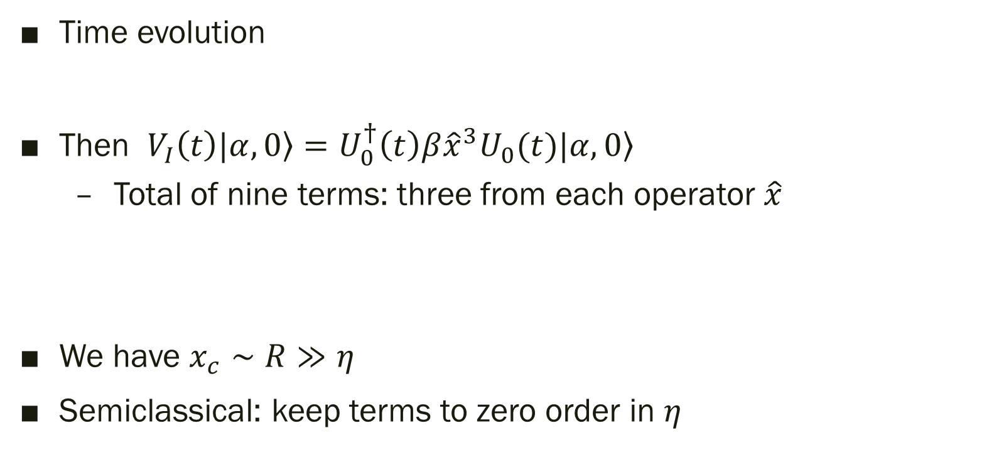 ■ Time evolution
■ Then $V_I(t)|\alpha, 0\rangle = U_0^\dagger(t)\beta\hat{x}^3 U_0(t)|\alpha, 0\rangle$
– Total of nine terms: three from each operator $\hat{x}$
■ We have $x_c \sim R \gg \eta$
■ Semiclassical: keep terms to zero order in $\eta$